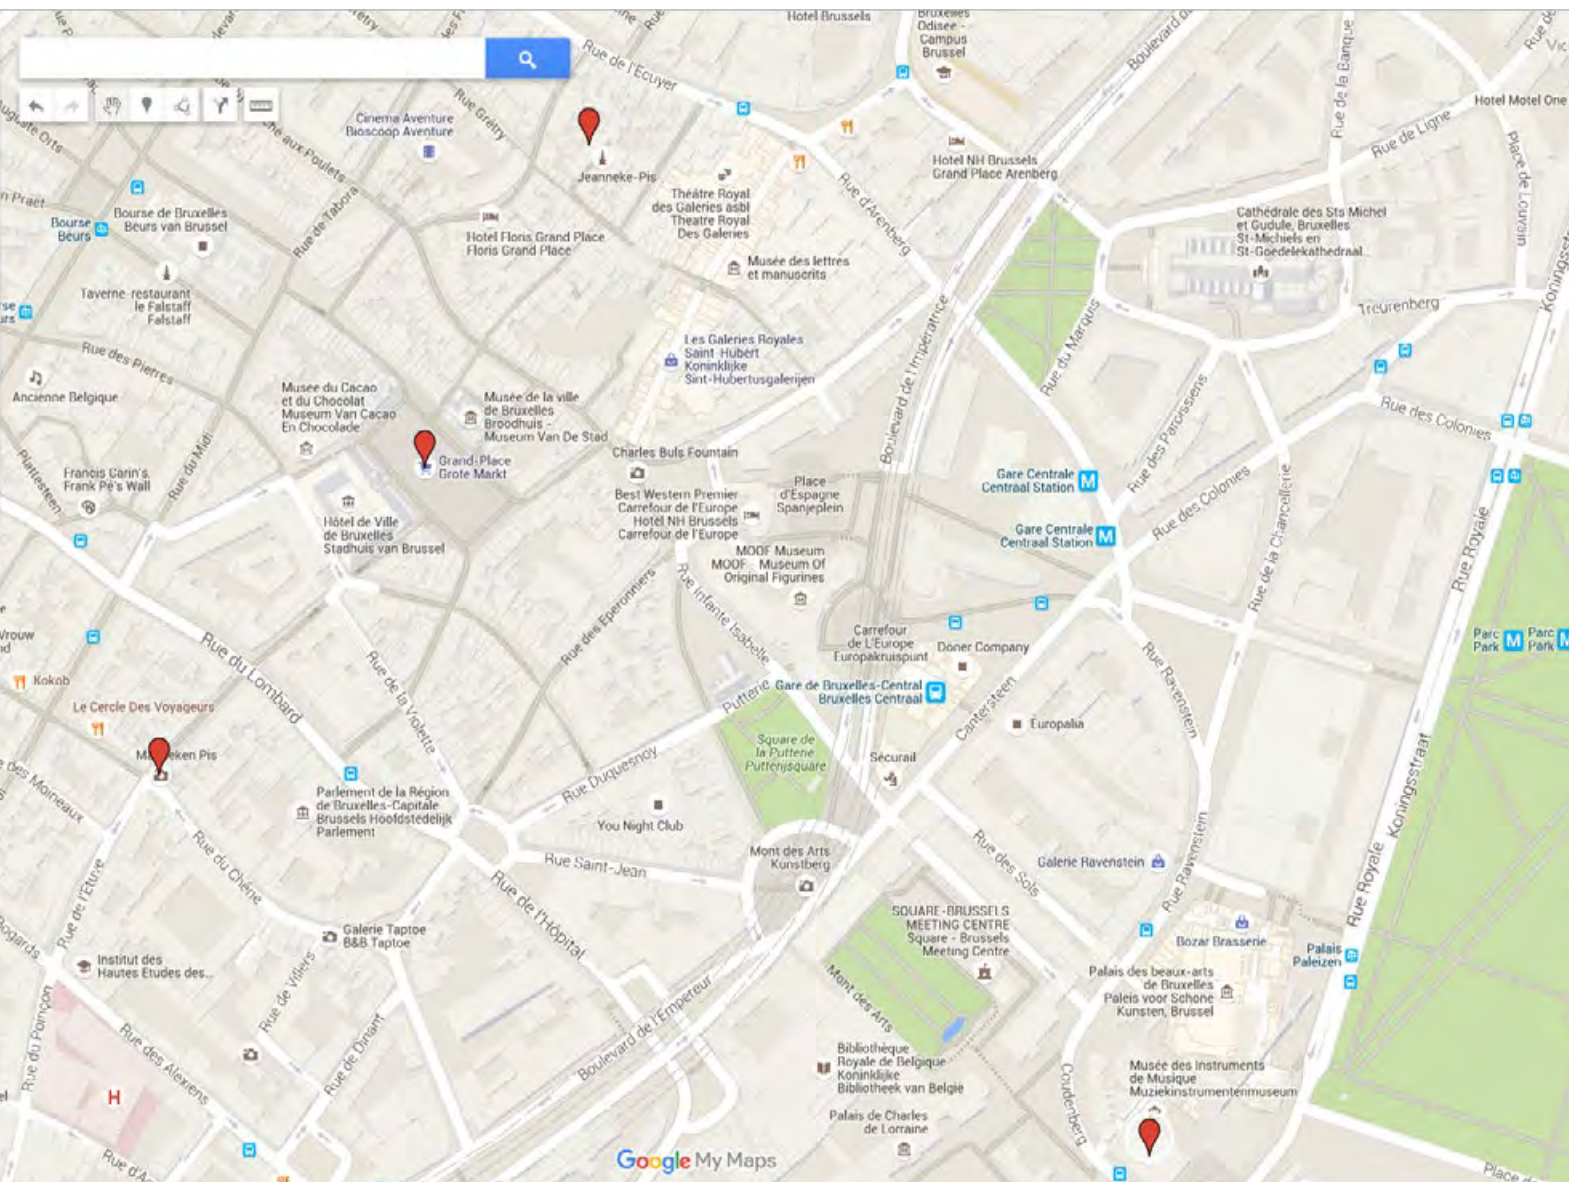 Hotel Brussels
Bruxelles
Odisee -
Campus
Brussel
Boulevard d
Rue de l'Ecuyer
Rue de la Banque
Hotel Motel One
Rue de Ligne
Place de Louvain
Rue Grétry
Cinema Aventure
Bioscoop Aventure
Jeanneke-Pis
Hotel NH Brussels
Grand Place Arenberg
Rue d'Arenberg
Théâtre Royal
des Galeries asbl
Theatre Royal
Des Galeries
Musée des lettres
et manuscrits
Cathédrale des Sts Michel
et Gudule, Bruxelles
St-Michiels en
St-Goedelekathedraal...
Bourse
Beurs
Bourse de Bruxelles
Beurs van Brussel
Rue de Tabora
Hotel Floris Grand Place
Floris Grand Place
Taverne-restaurant
le Falstaff
Falstaff
Treurenberg
Rue du Marquis
Boulevard de l'Impératrice
Les Galeries Royales
Saint-Hubert
Koninklijke
Sint-Hubertusgalerijen
Rue des Pierres
Ancienne Belgique
Musée du Cacao
et du Chocolat
Museum Van Cacao
En Chocolade
Musée de la ville
de Bruxelles
Broodhuis -
Museum Van De Stad
Rue des Paroissiens
Rue des Colonies
Grand-Place
Grote Markt
Charles Buls Fountain
Place
d'Espagne
Spanjeplein
Gare Centrale
Centraal Station
Rue des Colonies
Plattesteen
Francis Carin's
Frank Pé's Wall
Rue du Midi
Best Western Premier
Carrefour de l'Europe
Hotel NH Brussels
Carrefour de l'Europe
Hôtel de Ville
de Bruxelles
Stadhuis van Brussel
Gare Centrale
Centraal Station
MOOF Museum
MOOF - Museum Of
Original Figurines
Rue de la Chancellerie
Rue Royale
Rue Infante Isabelle
Rue des Eperonniers
Carrefour
de L'Europe
Europakruispunt
Doner Company
Parc
Park
Parc
Park
Kokob
Rue du Lombard
Rue de la Violette
Putterie
Gare de Bruxelles-Central
Bruxelles Centraal
Cantersteen
Europalia
Rue Ravenstein
Le Cercle Des Voyageurs
Rue Duquesnoy
Square de
la Putterie
Putterijsquare
Sécurail
Koningsstraat
Parlement de la Région
de Bruxelles-Capitale
Brussels Hoofdstedelijk
Parlement
You Night Club
Rue du Chêne
Rue de l'Etuve
Rue Saint-Jean
Mont des Arts
Kunstberg
Rue des Sols
Galerie Ravenstein
Rue Ravenstein
Rue Royale
Rue de l'Hôpital
SQUARE-BRUSSELS
MEETING CENTRE
Square - Brussels
Meeting Centre
Galerie Taptoe
B&B Taptoe
Bozar Brasserie
Palais
Paleizen
Institut des
Hautes Etudes des...
Rue de Villers
Mont des Arts
Palais des beaux-arts
de Bruxelles
Paleis voor Schone
Kunsten, Brussel
Rue du Poinçon
Rue des Alexiens
Rue de Dinant
Boulevard de l'Empereur
Bibliothèque
Royale de Belgique
Koninklijke
Bibliotheek van België
Coudenberg
Musée des Instruments
de Musique
Muziekinstrumentenmuseum
H
Palais de Charles
de Lorraine
Google My Maps